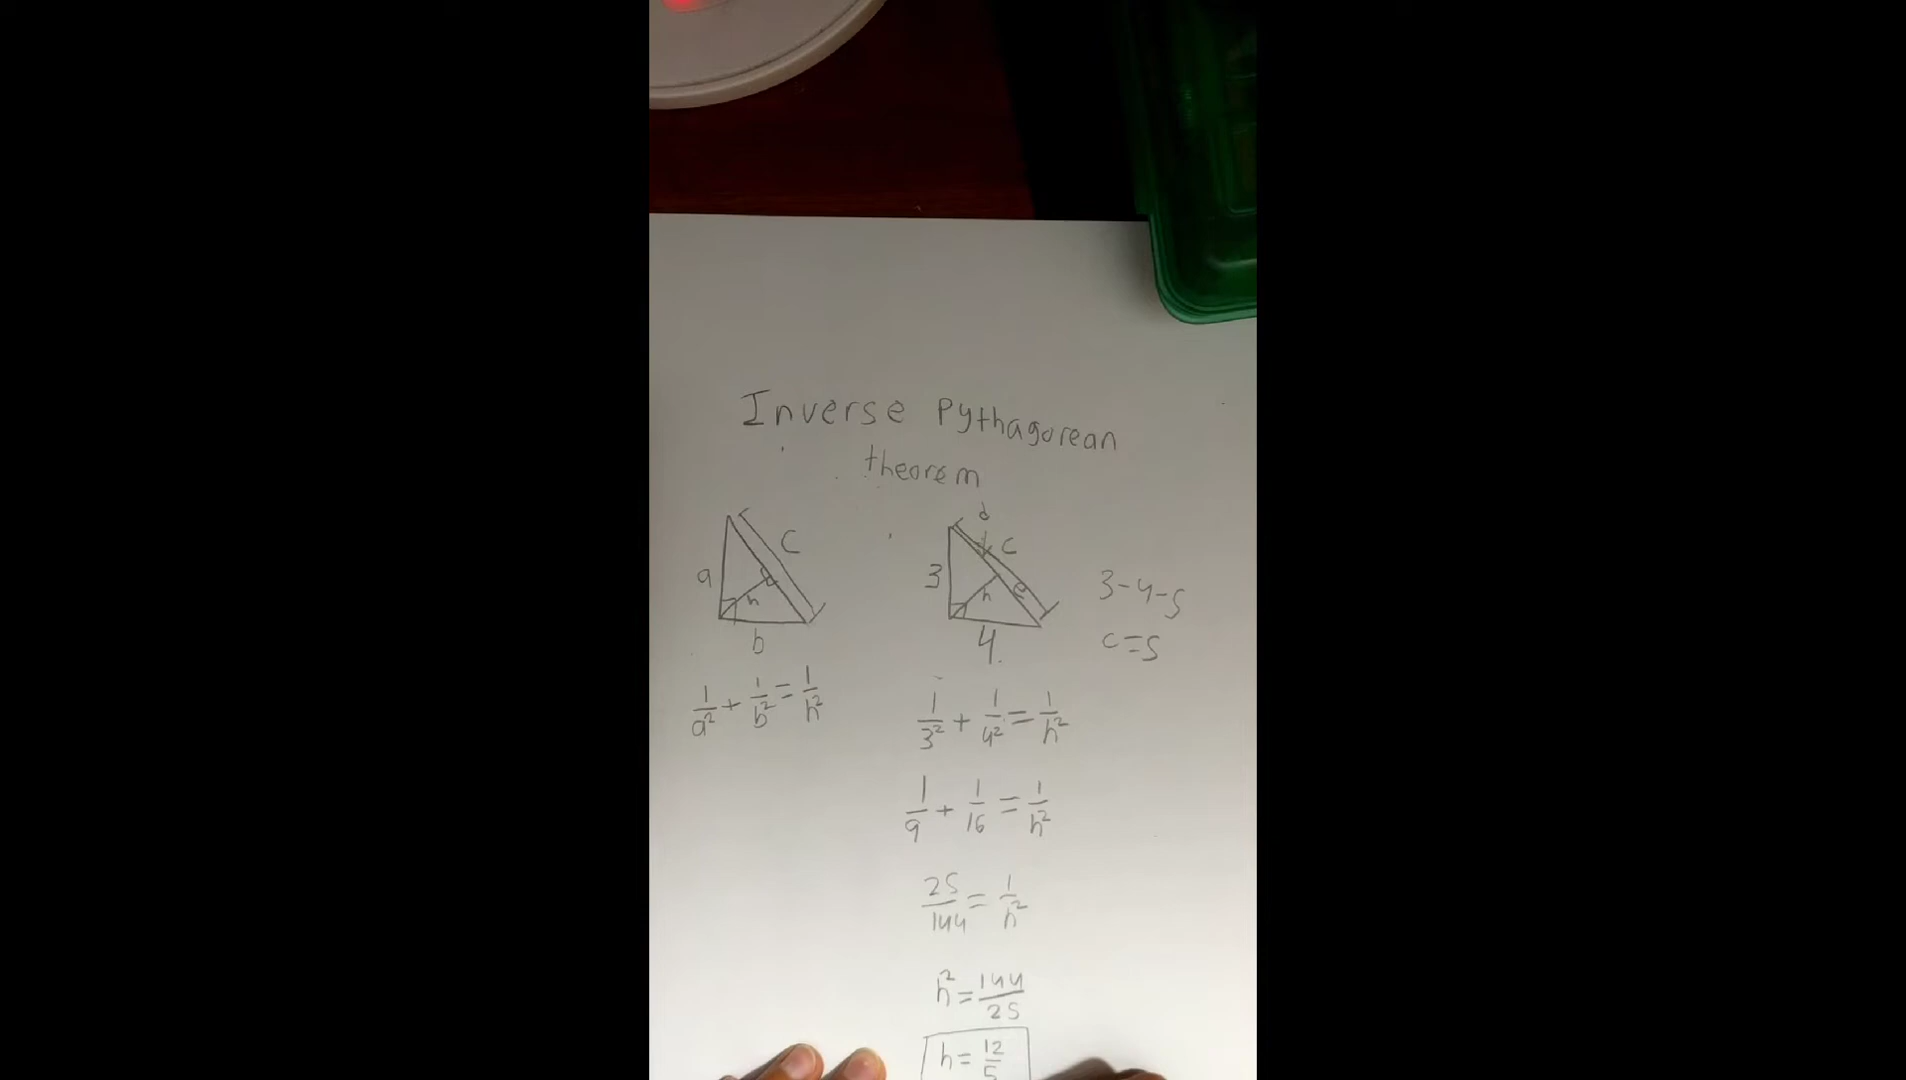 Inverse Pythagorean
theorem
a
b
c
h
1/a² + 1/b² = 1/h²
3
4
d
c
e
h
3-4-5
c=5
1/3² + 1/4² = 1/h²
1/9 + 1/16 = 1/h²
25/144 = 1/h²
h² = 144/25
h = 12/5